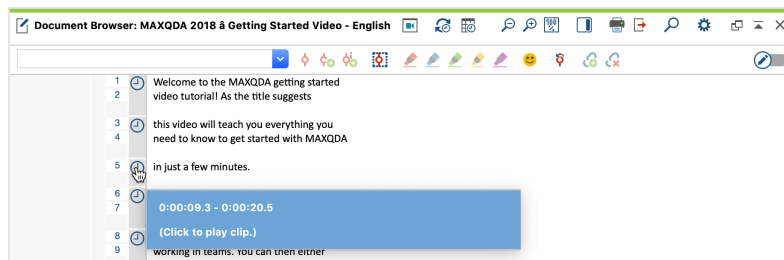 Document Browser: MAXQDA 2018 â Getting Started Video - English
100
%
1 Welcome to the MAXQDA getting started
2 video tutorial! As the title suggests
3 this video will teach you everything you
4 need to know to get started with MAXQDA
5 in just a few minutes.
6
7 0:00:09.3 - 0:00:20.5
(Click to play clip.)
8
9 working in teams. You can then either